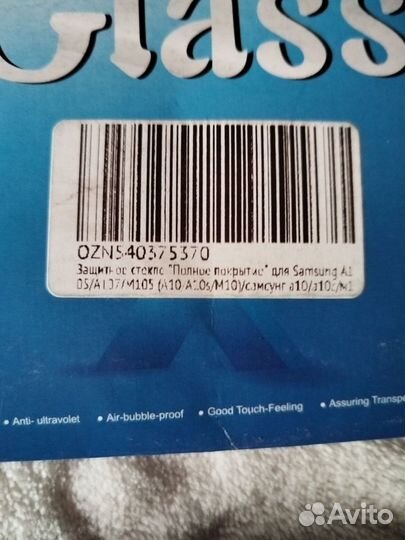 Glass
OZN540375370
Защитное стекло "Полное покрытие" для Samsung A1
05/A107/M105 (A10/A10s/M10)/самсунг а10/а10с/м1
• Anti- ultravolet • Air-bubble-proof • Good Touch-Feeling • Assuring Transpa
Avito